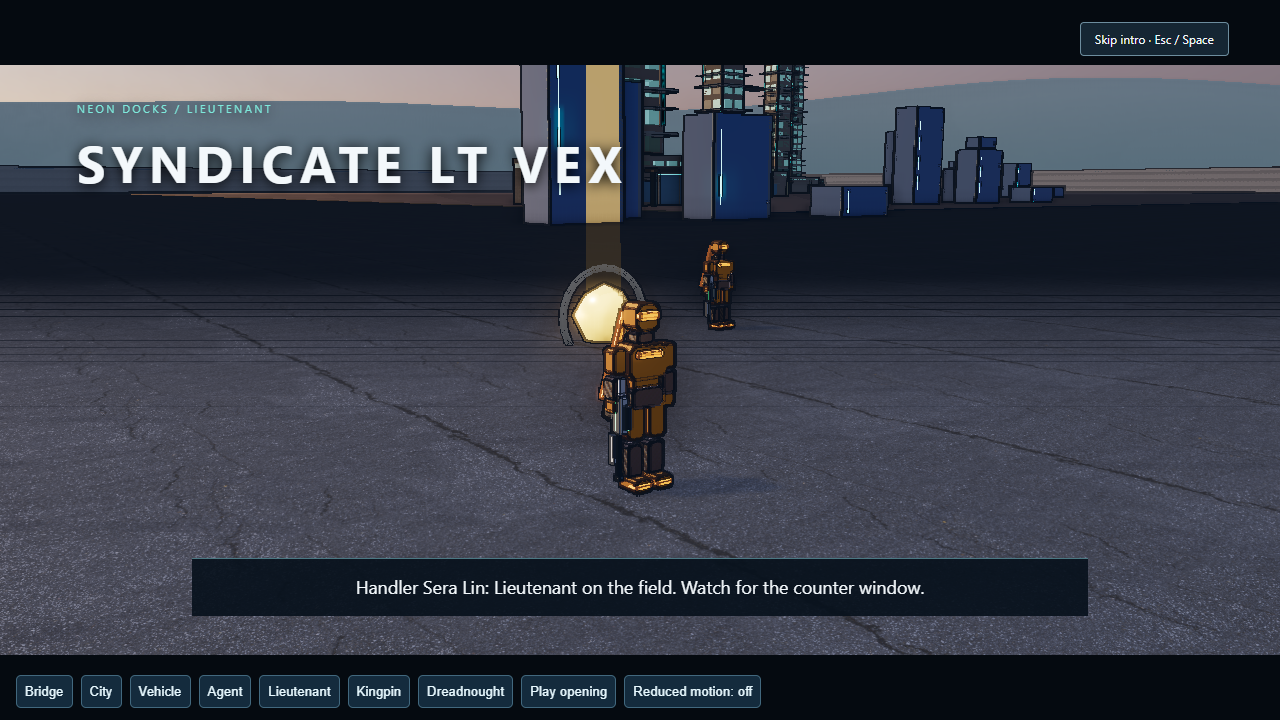 Skip intro · Esc / Space
NEON DOCKS / LIEUTENANT
SYNDICATE LT VEX
Handler Sera Lin: Lieutenant on the field. Watch for the counter window.
Bridge
City
Vehicle
Agent
Lieutenant
Kingpin
Dreadnought
Play opening
Reduced motion: off